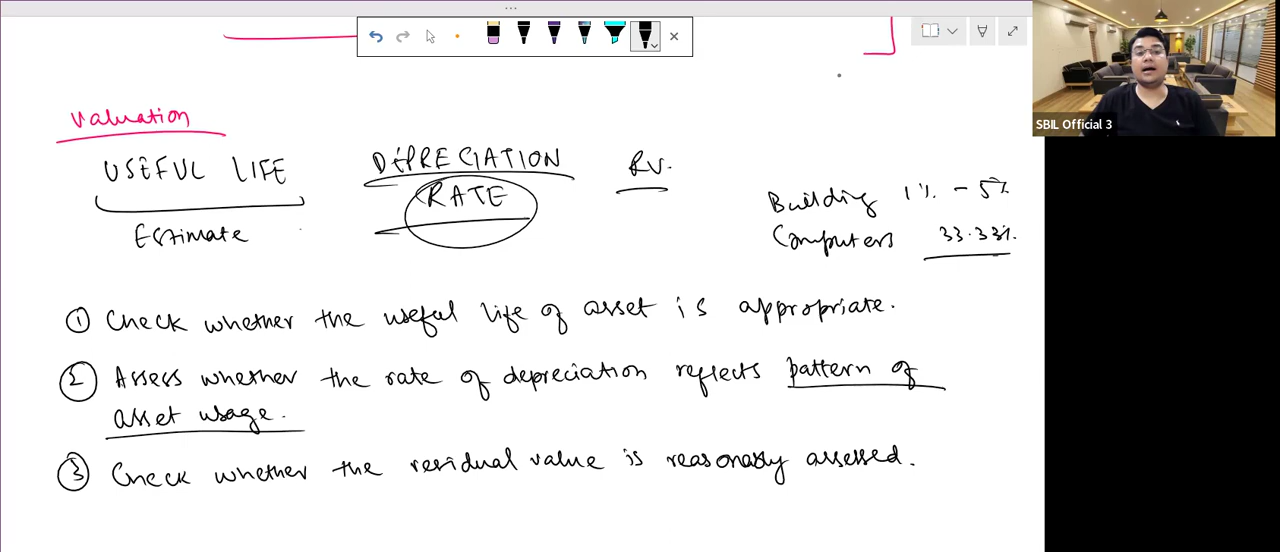 SBIL Official 3
Valuation
USEFUL LIFE DEPRECIATION RV.
RATE
Estimate
Building 1% - 5%
Computers 33.33%.
① Check whether the useful life of asset is appropriate.
② Assess whether the rate of depreciation reflects pattern of
asset usage.
③ Check whether the residual value is reasonably assessed.